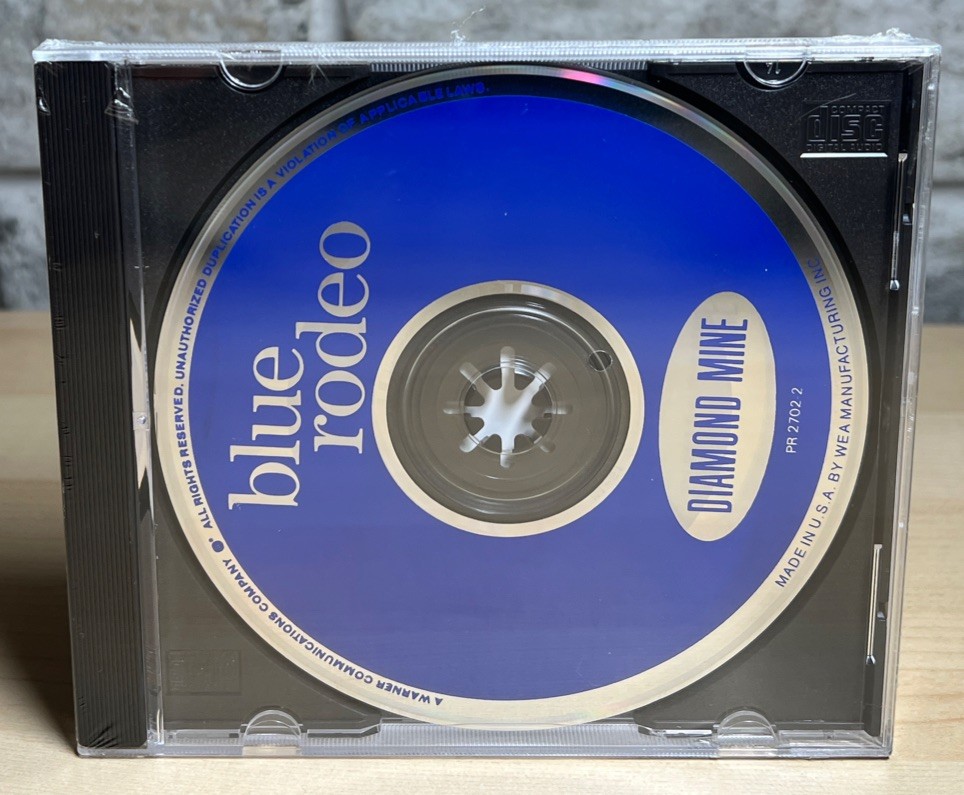 blue
rodeo
DIAMOND MINE
PR 2702 2
MADE IN U.S.A. BY WEA MANUFACTURING INC.
A WARNER COMMUNICATIONS COMPANY ℗ ALL RIGHTS RESERVED. UNAUTHORIZED DUPLICATION IS A VIOLATION OF APPLICABLE LAWS.
COMPACT
disc
DIGITAL AUDIO